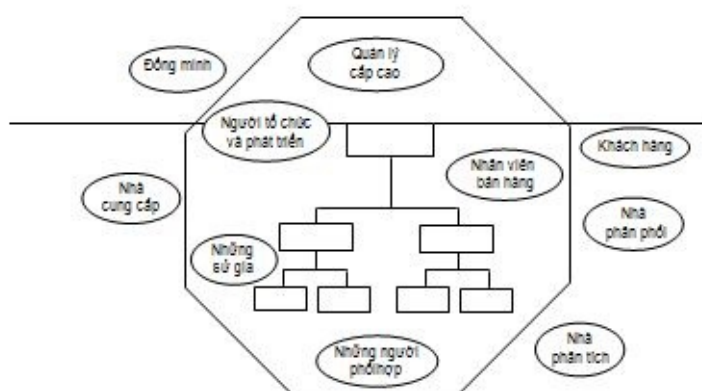 Quản lý
cấp cao
Đồng minh
Người tổ chức
và phát triển
Khách hàng
Nhân viên
bán hàng
Nhà
cung cấp
Nhà
phân phối
Những
sứ giả
Nhà
phân tích
Những người
phối hợp